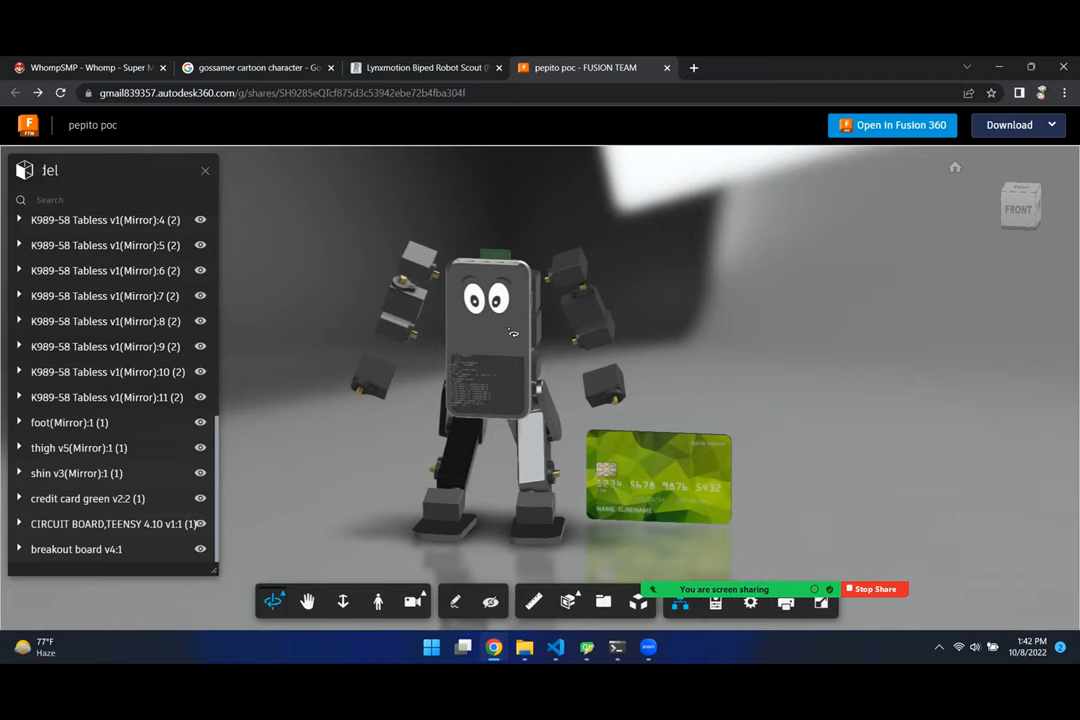 WhompSMP - Whomp - Super M
gossamer cartoon character - Go
Lynxmotion Biped Robot Scout (
pepito poc - FUSION TEAM
gmail839357.autodesk360.com/g/shares/SH9285eQTcf875d3c53942ebe72b4fba304f
FTM
pepito poc
Open in Fusion 360
Download
del
Search
K989-58 Tabless v1(Mirror):4 (2)
K989-58 Tabless v1(Mirror):5 (2)
K989-58 Tabless v1(Mirror):6 (2)
K989-58 Tabless v1(Mirror):7 (2)
K989-58 Tabless v1(Mirror):8 (2)
K989-58 Tabless v1(Mirror):9 (2)
K989-58 Tabless v1(Mirror):10 (2)
K989-58 Tabless v1(Mirror):11 (2)
foot(Mirror):1 (1)
thigh v5(Mirror):1 (1)
shin v3(Mirror):1 (1)
credit card green v2:2 (1)
CIRCUIT BOARD,TEENSY 4.10 v1:1 (1)
breakout board v4:1
FRONT
1234 5678 9876 5432
NAME-SURENAME
You are screen sharing
Stop Share
77°F
Haze
zoom
1:42 PM
10/8/2022
2